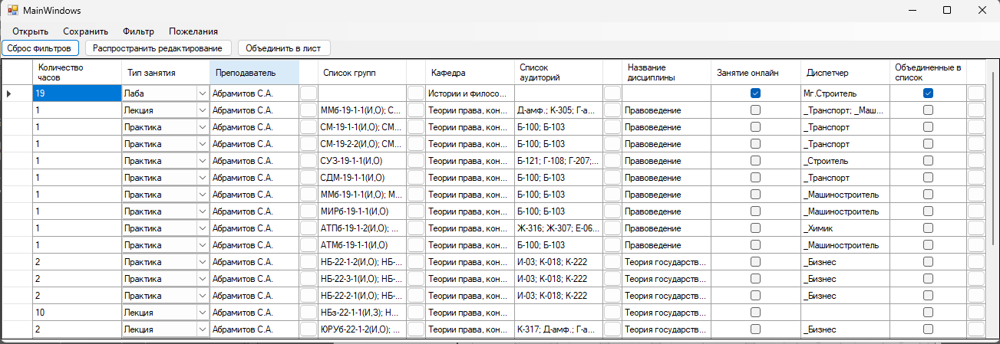 MainWindows
Открыть Сохранить Фильтр Пожелания
Сброс фильтров Распространить редактирование Объединить в лист
Количество часов Тип занятия Преподаватель Список групп Кафедра Список аудиторий Название дисциплины Занятие онлайн Диспетчер Объединенные в список
19 Лаба Абрамитов С.А. Истории и филосо... Мг.Строитель
1 Лекция Абрамитов С.А. ММб-19-1-1(И,О); С... Теории права, кон... Д-амф.; К-305; Г-а... Правоведение _Транспорт; _Маш...
1 Практика Абрамитов С.А. СМ-19-1-1(И,О); СМ... Теории права, кон... Б-100; Б-103 Правоведение _Транспорт
1 Практика Абрамитов С.А. СМ-19-2-2(И,О); СМ... Теории права, кон... Б-100; Б-103 Правоведение _Транспорт
1 Практика Абрамитов С.А. СУЗ-19-1-1(И,О) Теории права, кон... Б-121; Г-108; Г-207;... Правоведение _Строитель
1 Практика Абрамитов С.А. СДМ-19-1-1(И,О) Теории права, кон... Б-100; Б-103 Правоведение _Транспорт
1 Практика Абрамитов С.А. ММб-19-1-1(И,О); М... Теории права, кон... Б-100; Б-103 Правоведение _Машиностроитель
1 Практика Абрамитов С.А. МИРб-19-1-1(И,О) Теории права, кон... Б-100; Б-103 Правоведение _Машиностроитель
1 Практика Абрамитов С.А. АТПб-19-1-2(И,О); ... Теории права, кон... Ж-316; Ж-307; Е-06... Правоведение _Химик
1 Практика Абрамитов С.А. АТМб-19-1-1(И,О) Теории права, кон... Б-100; Б-103 Правоведение _Машиностроитель
2 Практика Абрамитов С.А. НБ-22-1-2(И,О); НБ-... Теории права, кон... И-03; К-018; К-222 Теория государств... _Бизнес
2 Практика Абрамитов С.А. НБ-22-3-1(И,О); НБ-... Теории права, кон... И-03; К-018; К-222 Теория государств... _Бизнес
2 Практика Абрамитов С.А. НБ-22-2-1(И,О); НБ-... Теории права, кон... И-03; К-018; К-222 Теория государств... _Бизнес
10 Лекция Абрамитов С.А. НБз-22-1-1(И,З); Н... Теории права, кон... Теория государств...
2 Лекция Абрамитов С.А. ЮРУб-22-1-2(И,О); ... Теории права, кон... К-317; Д-амф.; Г-а... Теория государств... _Бизнес